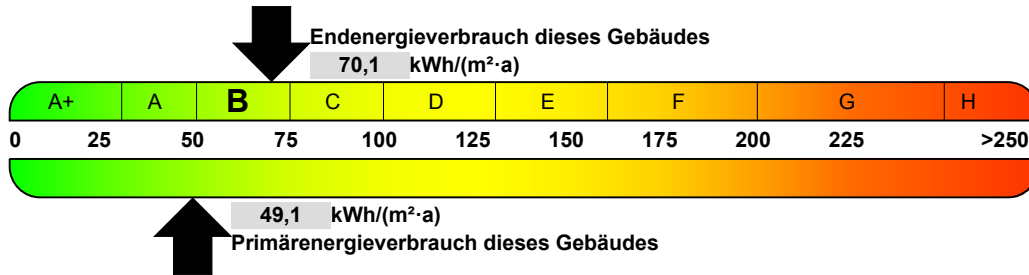 Endenergieverbrauch dieses Gebäudes
70,1 kWh/(m²·a)
A+ A B C D E F G H
0 25 50 75 100 125 150 175 200 225 >250
49,1 kWh/(m²·a)
Primärenergieverbrauch dieses Gebäudes